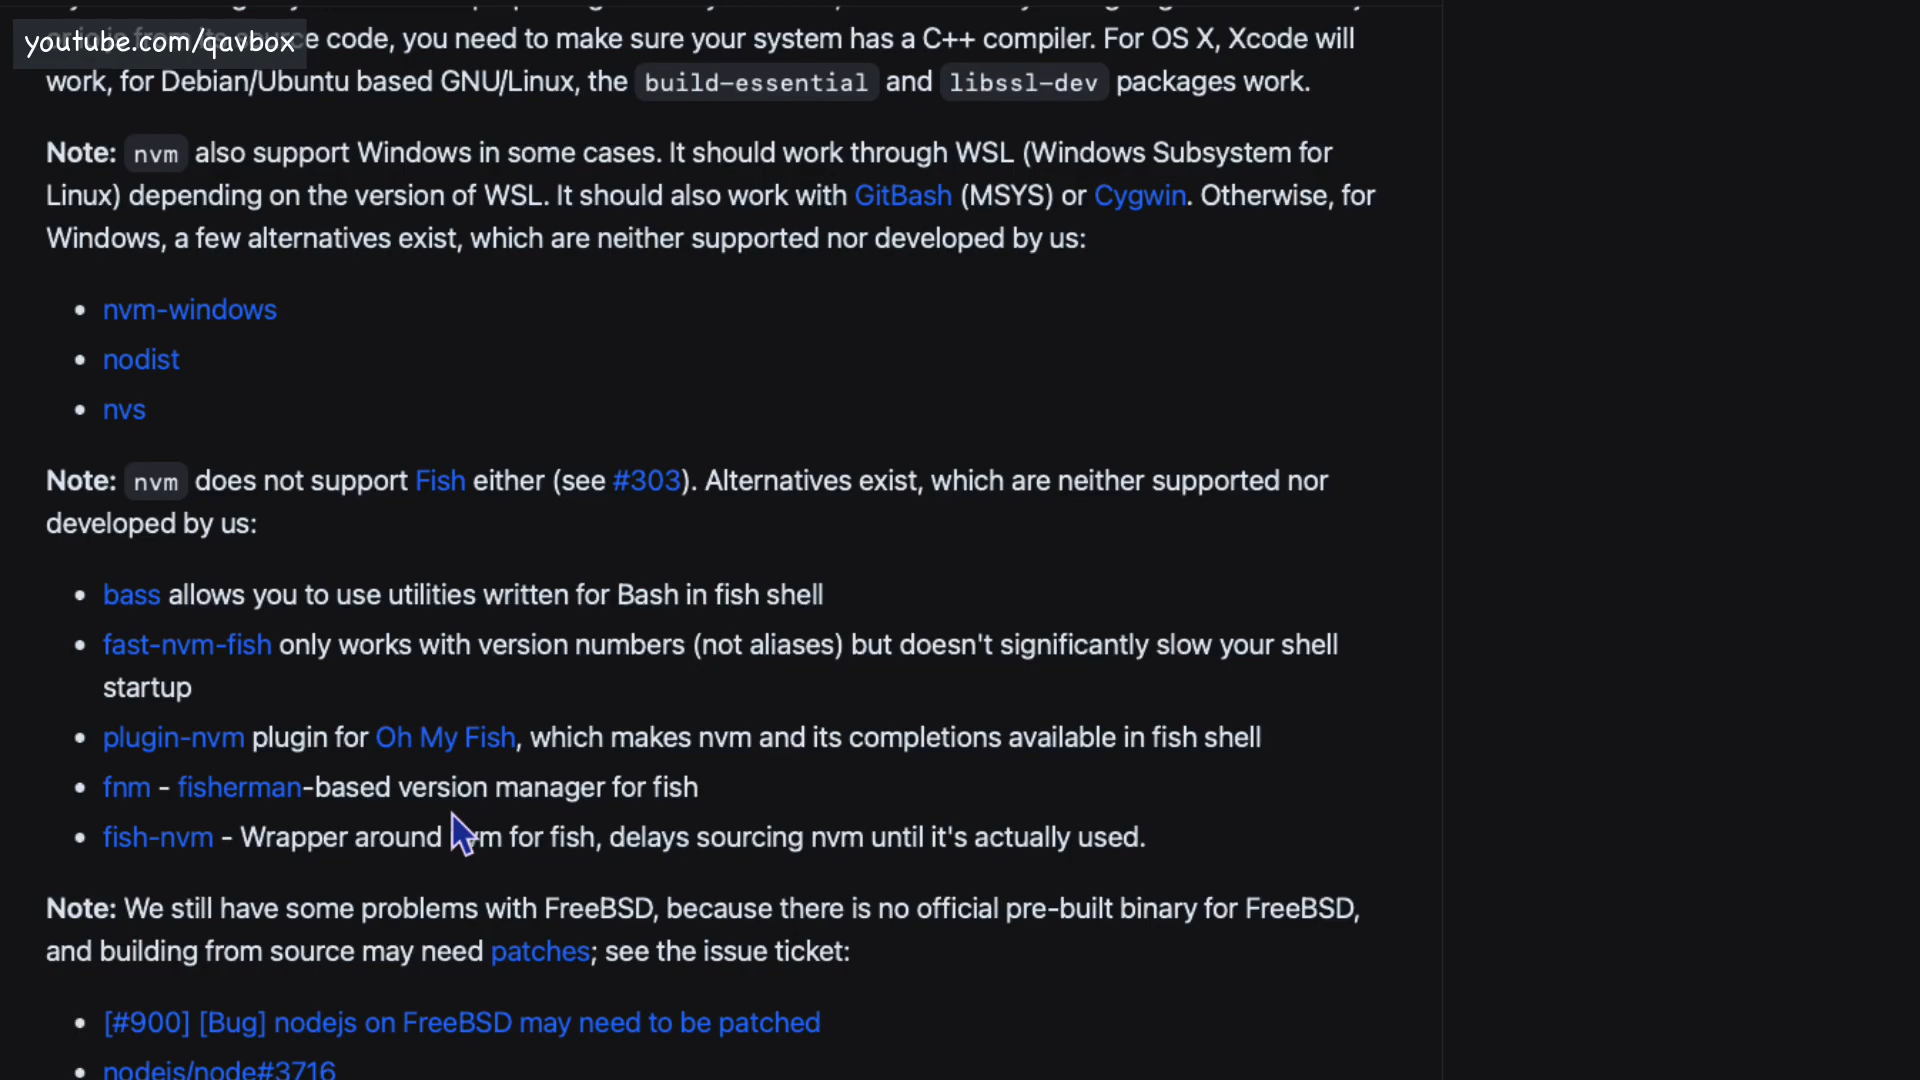 youtube.com/qavbox
e code, you need to make sure your system has a C++ compiler. For OS X, Xcode will
work, for Debian/Ubuntu based GNU/Linux, the build-essential and libssl-dev packages work.
Note: nvm also support Windows in some cases. It should work through WSL (Windows Subsystem for
Linux) depending on the version of WSL. It should also work with GitBash (MSYS) or Cygwin. Otherwise, for
Windows, a few alternatives exist, which are neither supported nor developed by us:
• nvm-windows
• nodist
• nvs
Note: nvm does not support Fish either (see #303). Alternatives exist, which are neither supported nor
developed by us:
• bass allows you to use utilities written for Bash in fish shell
• fast-nvm-fish only works with version numbers (not aliases) but doesn't significantly slow your shell
startup
• plugin-nvm plugin for Oh My Fish, which makes nvm and its completions available in fish shell
• fnm - fisherman-based version manager for fish
• fish-nvm - Wrapper around nvm for fish, delays sourcing nvm until it's actually used.
Note: We still have some problems with FreeBSD, because there is no official pre-built binary for FreeBSD,
and building from source may need patches; see the issue ticket:
• [#900] [Bug] nodejs on FreeBSD may need to be patched
• nodejs/node#3716